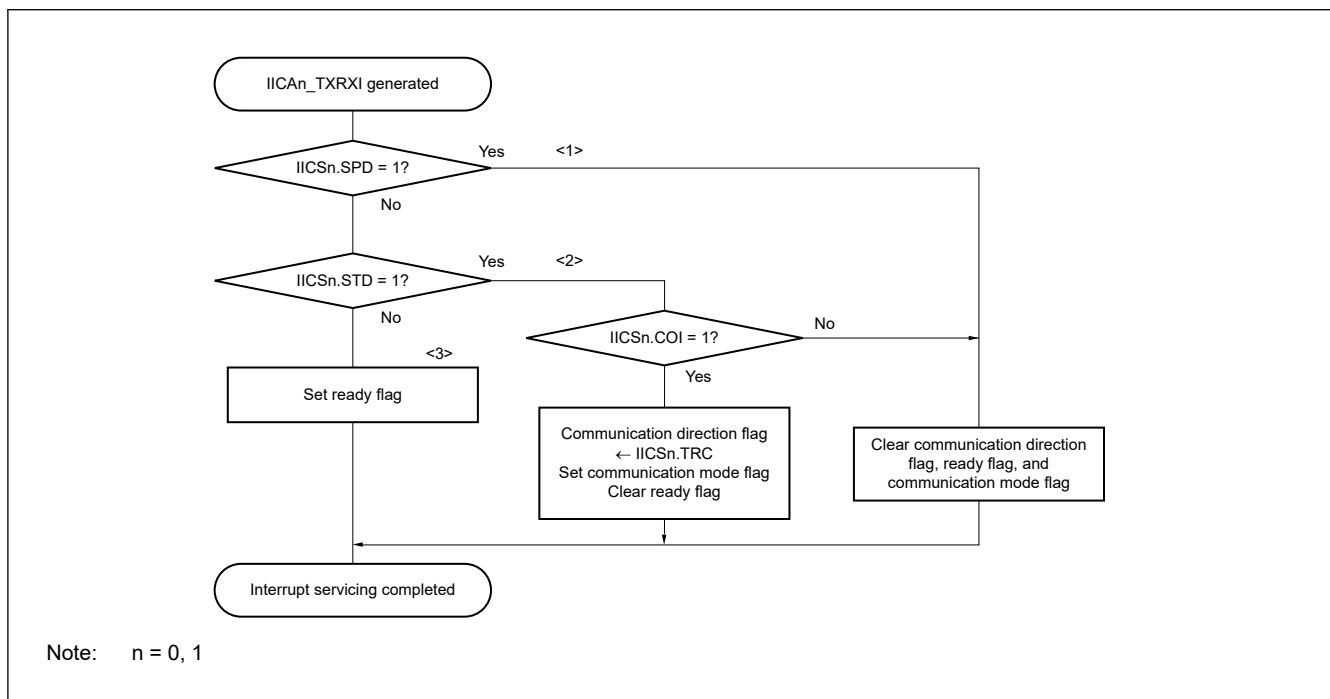 IICAn_TXRXI generated
Yes
<1>
IICSn.SPD = 1?
No
Yes
<2>
IICSn.STD = 1?
No
IICSn.COI = 1?
No
<3>
Yes
Set ready flag
Communication direction flag
← IICSn.TRC
Set communication mode flag
Clear ready flag
Clear communication direction
flag, ready flag, and
communication mode flag
Interrupt servicing completed
Note: n = 0, 1